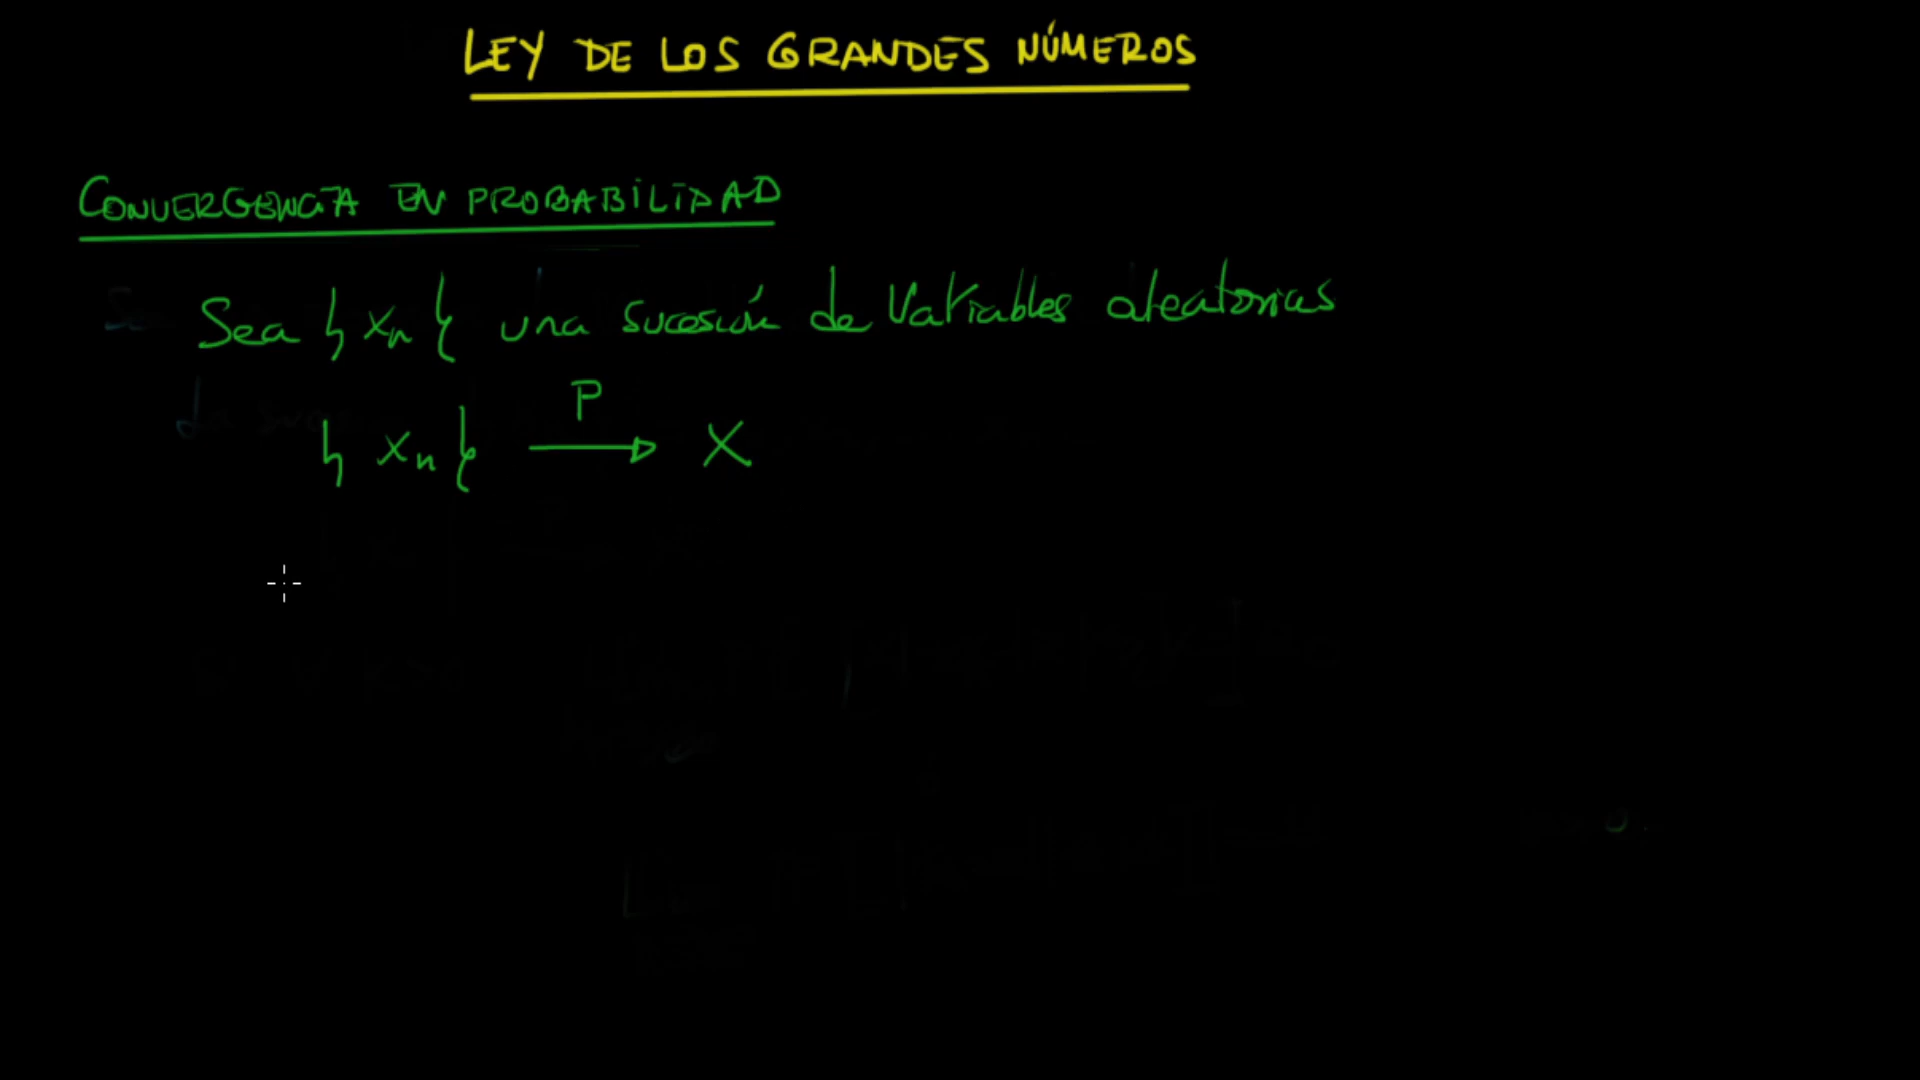 LEY DE LOS GRANDES NÚMEROS
CONVERGENCIA EN PROBABILIDAD
Sea {xn} una sucesión de Variables aleatorias
{xn} P→ X